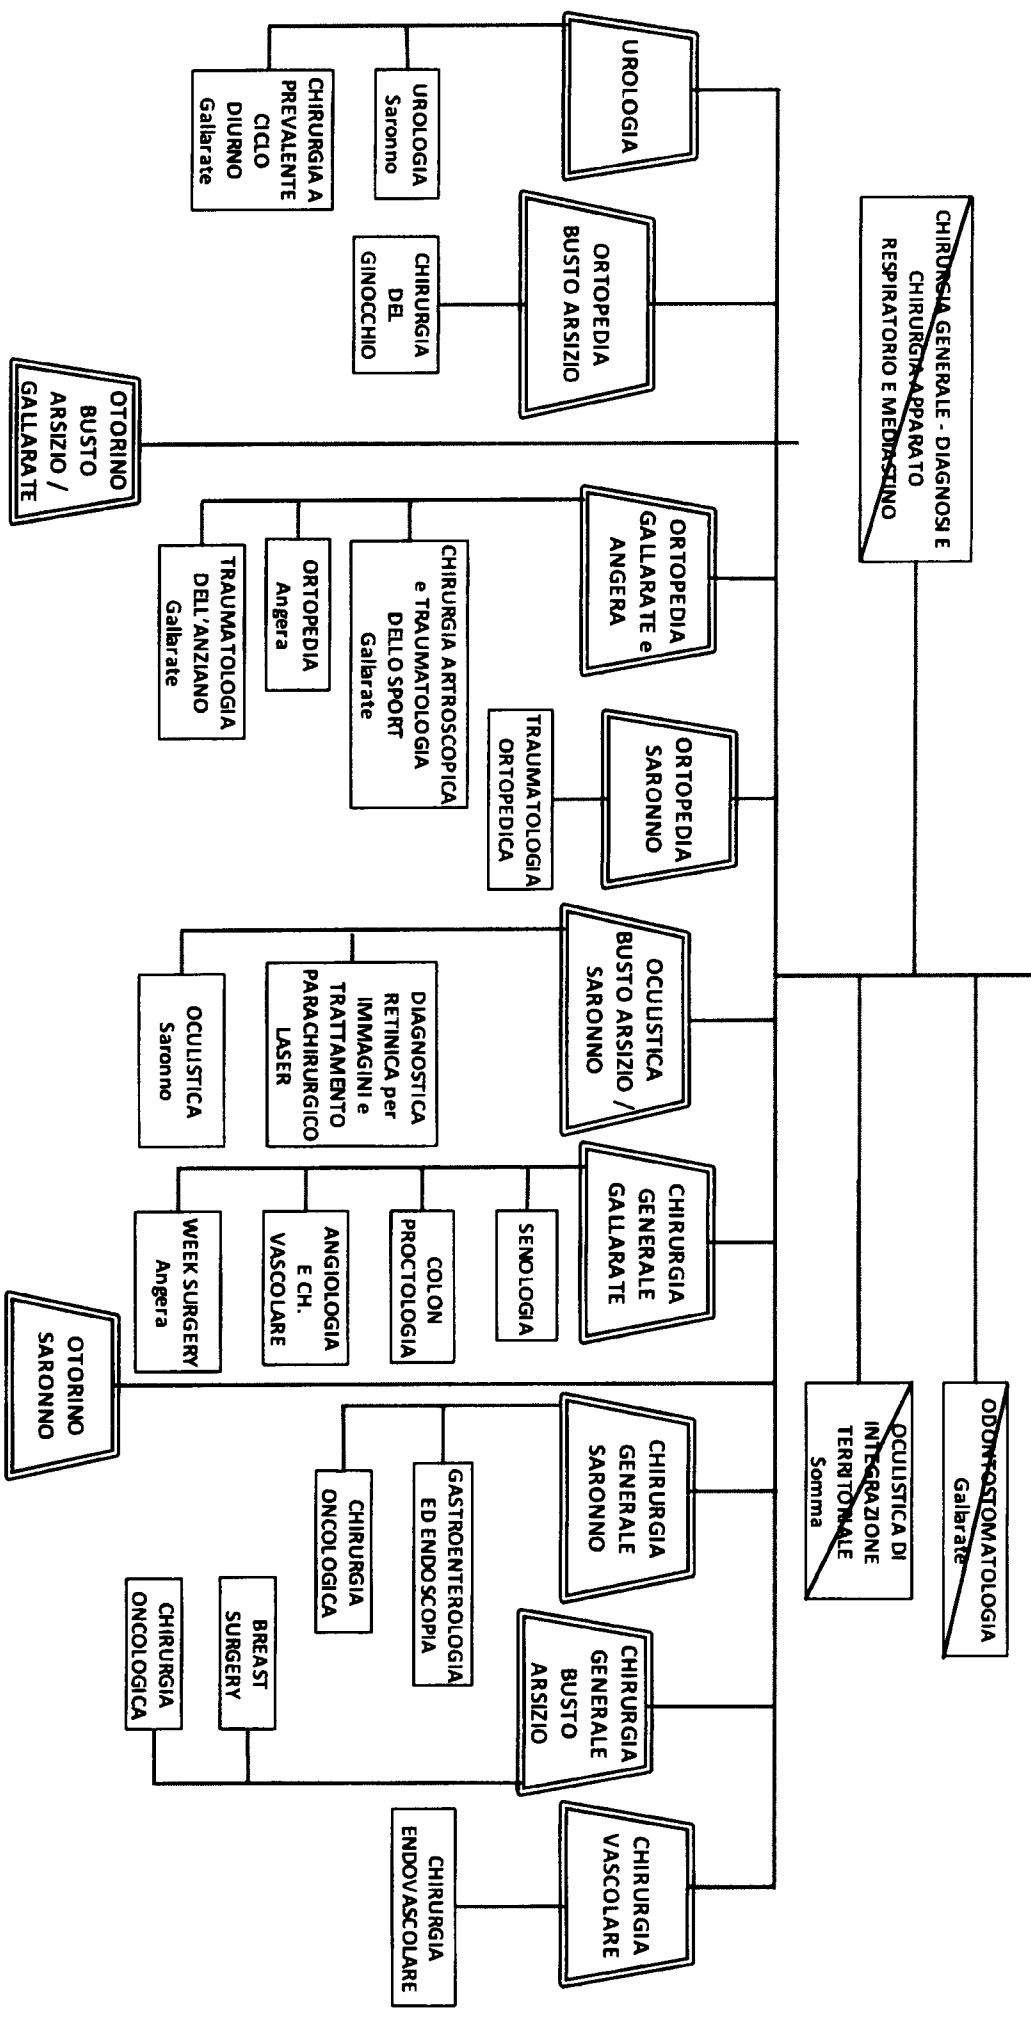 CHIRURGIA GENERALE - DIAGNOSI E
CHIRURGIA APPARATO
RESPIRATORIO E MEDIASTINO
ODONTOSTOMATOLOGIA
Gallarate
OCULISTICA DI
INTEGRAZIONE
TERRITORIALE
Somma
UROLOGIA
UROLOGIA
Saronno
CHIRURGIA A
PREVALENTE
CICLO
DIURNO
Gallarate
ORTOPEDIA
BUSTO ARSIZIO
CHIRURGIA
DEL
GINOCCHIO
OTORINO
BUSTO
ARSIZIO /
GALLARATE
ORTOPEDIA
GALLARATE e
ANGERA
CHIRURGIA ARTROSCOPICA
e TRAUMATOLOGIA
DELLO SPORT
Gallarate
ORTOPEDIA
Angera
TRAUMATOLOGIA
DELL'ANZIANO
Gallarate
ORTOPEDIA
SARONNO
TRAUMATOLOGIA
ORTOPEDICA
OCULISTICA
BUSTO ARSIZIO /
SARONNO
DIAGNOSTICA
RETINICA per
IMMAGINI e
TRATTAMENTO
PARACHIRURGICO
LASER
OCULISTICA
Saronno
CHIRURGIA
GENERALE
GALLARATE
SENOLOGIA
COLON
PROCTOLOGIA
ANGIOLOGIA
E CH.
VASCOLARE
WEEK SURGERY
Angera
OTORINO
SARONNO
CHIRURGIA
GENERALE
SARONNO
GASTROENTEROLOGIA
ED ENDOSCOPIA
CHIRURGIA
ONCOLOGICA
CHIRURGIA
GENERALE
BUSTO
ARSIZIO
BREAST
SURGERY
CHIRURGIA
ONCOLOGICA
CHIRURGIA
VASCOLARE
CHIRURGIA
ENDOVASCOLARE